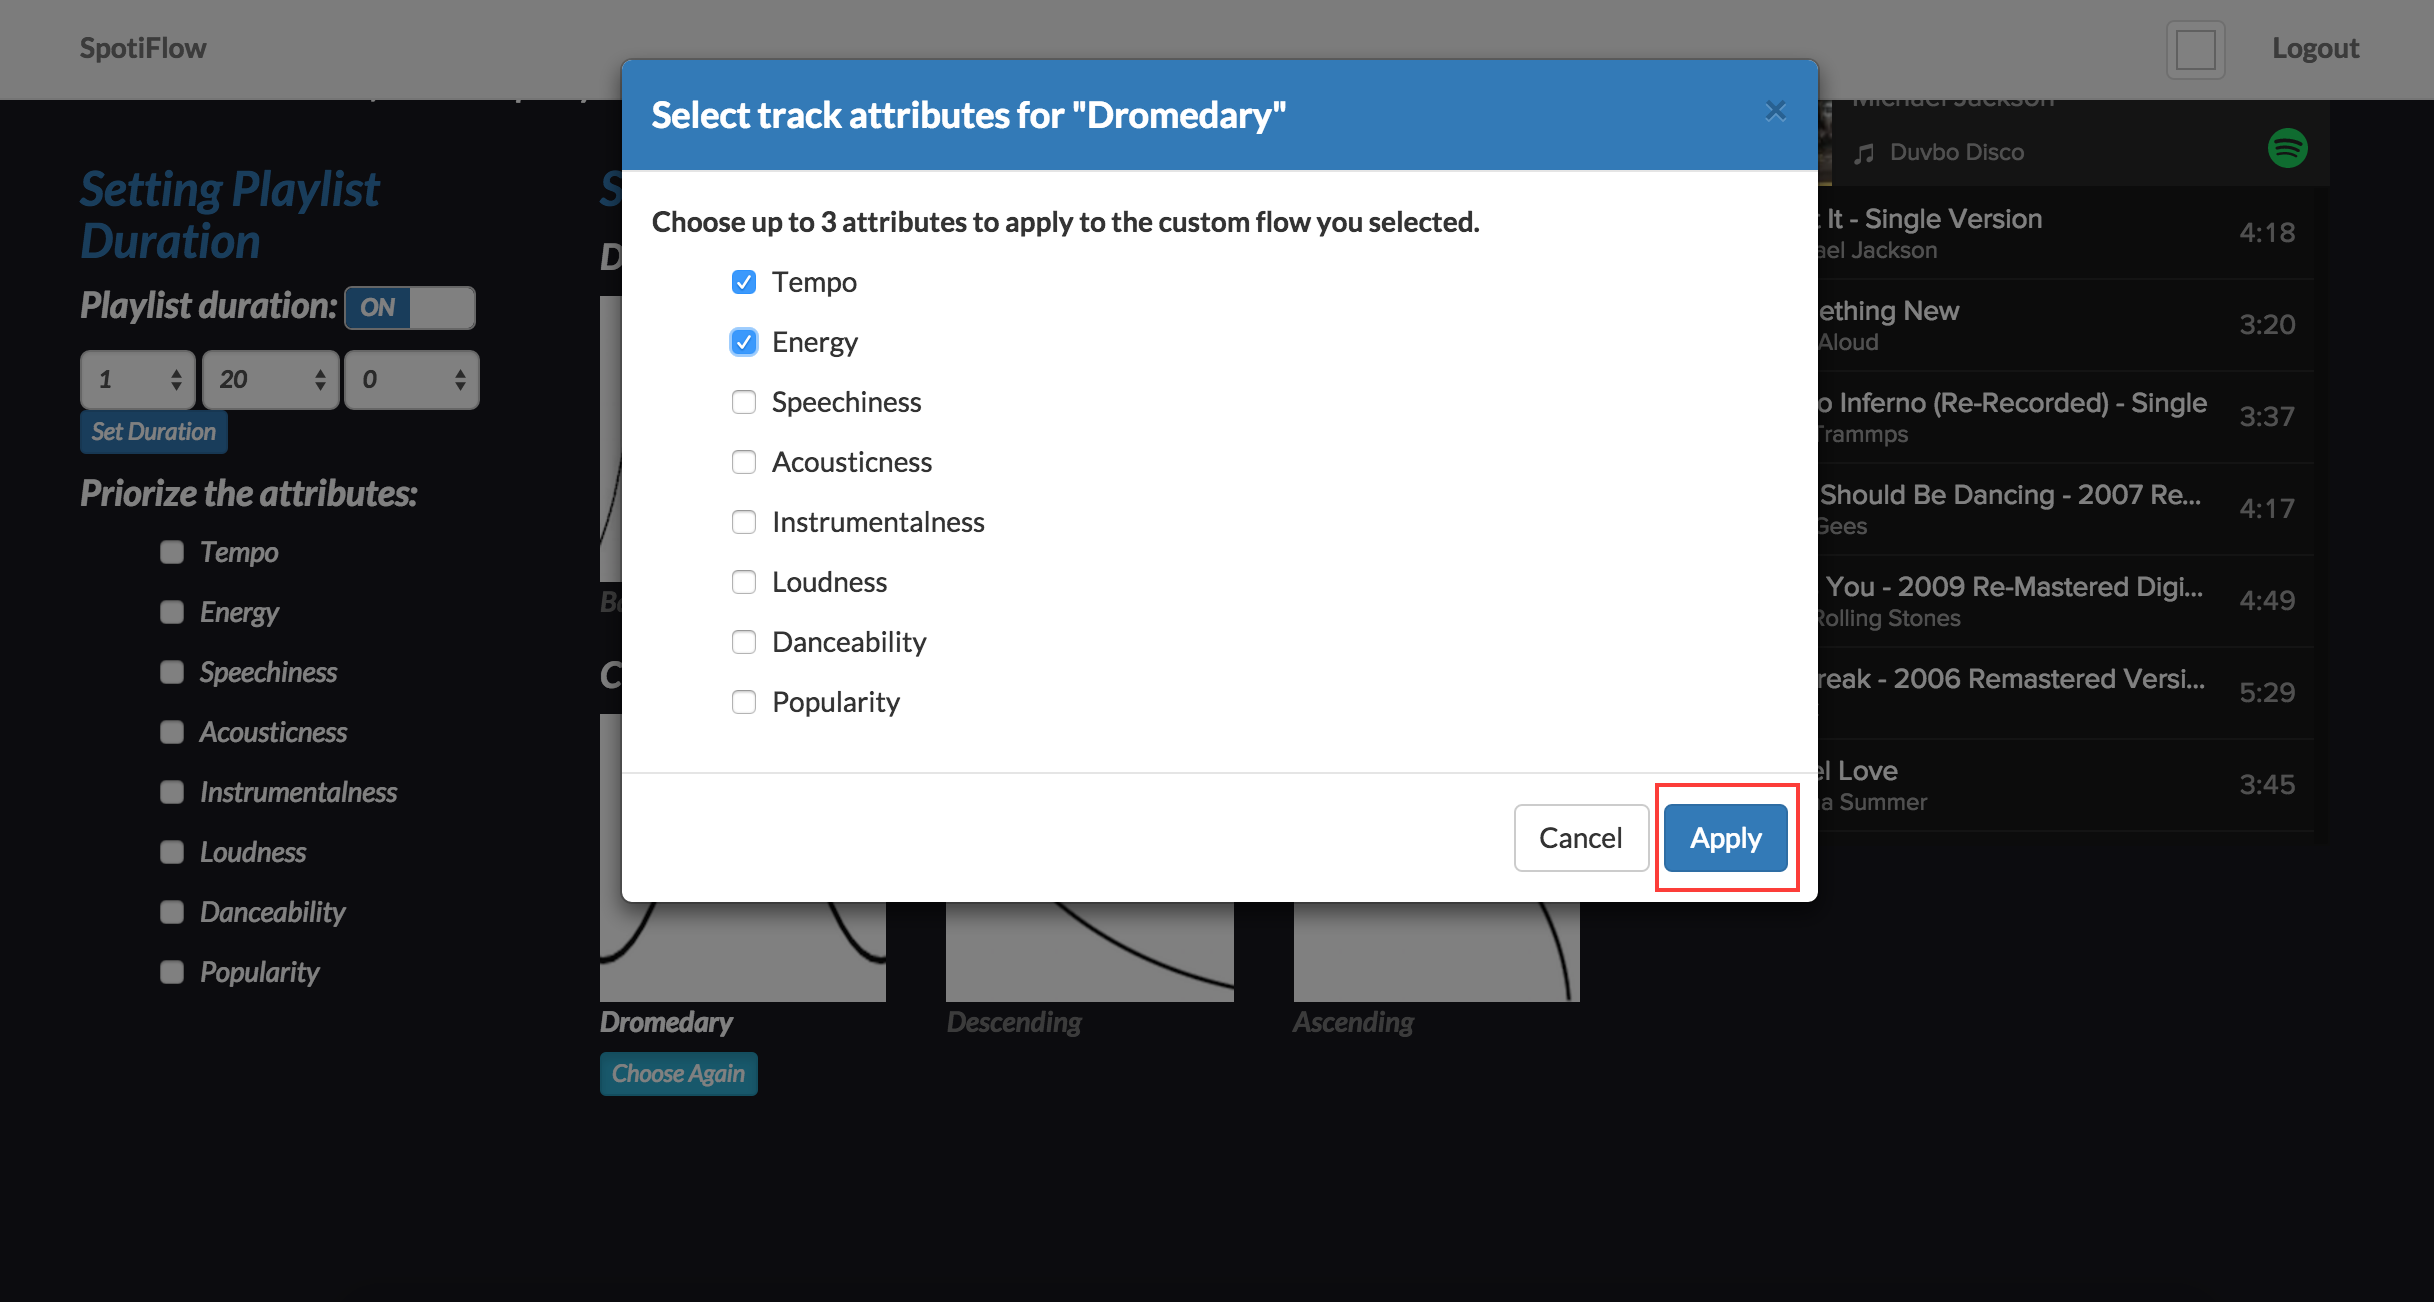 SpotiFlow
Logout
Select track attributes for "Dromedary"
×
Choose up to 3 attributes to apply to the custom flow you selected.
Tempo
Energy
Speechiness
Acousticness
Instrumentalness
Loudness
Danceability
Popularity
Cancel
Apply
Setting Playlist
Duration
Playlist duration: ON
1 20 0
Set Duration
Priorize the attributes:
Tempo
Energy
Speechiness
Acousticness
Instrumentalness
Loudness
Danceability
Popularity
Dromedary
Descending
Ascending
Choose Again
Michael Jackson
Duvbo Disco
It - Single Version
4:18
Jackson
New
3:20
Aloud
Inferno (Re-Recorded) - Single
3:37
Trammps
Should Be Dancing - 2007 Re...
4:17
Gees
You - 2009 Re-Mastered Digi...
4:49
Rolling Stones
- 2006 Remastered Versi...
5:29
Love
3:45
Summer